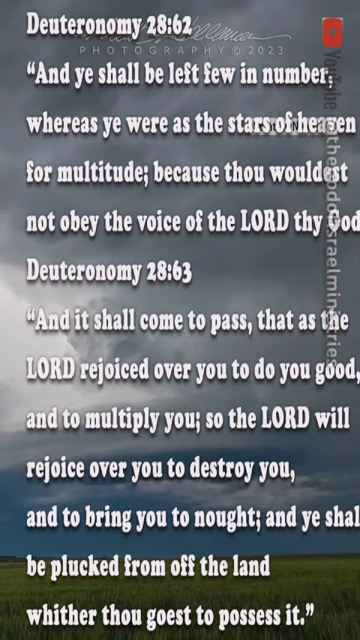 Deuteronomy 28:62
PHOTOGRAPHY © 2023
“And ye shall be left few in number,
whereas ye were as the stars of heaven
for multitude; because thou wouldest
not obey the voice of the LORD thy God
Deuteronomy 28:63
“And it shall come to pass, that as the
LORD rejoiced over you to do you good,
and to multiply you; so the LORD will
rejoice over you to destroy you,
and to bring you to nought; and ye shal
be plucked from off the land
whither thou goest to possess it.”
YouTube